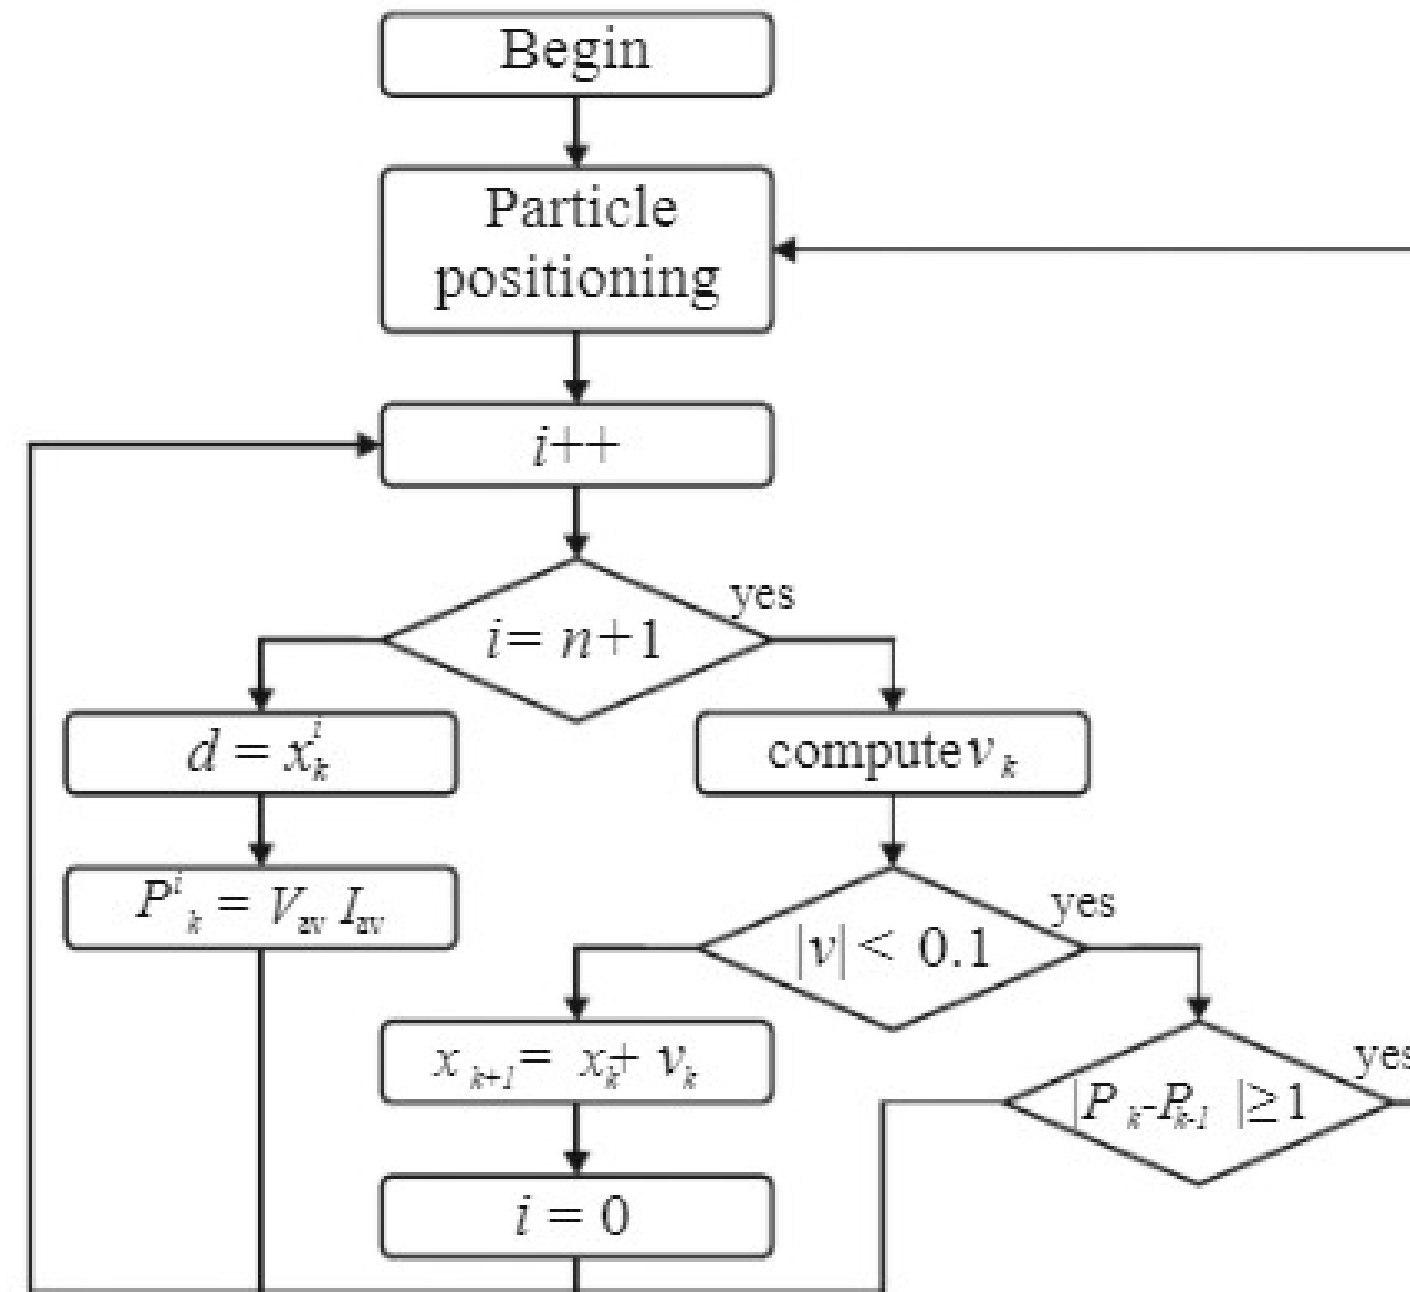 Begin
Particle
positioning
i++
yes
i= n+1
d = x_k^i
compute v_k
P^i_k = V_av I_av
yes
|v|< 0.1
x_k+1= x_k+ v_k
yes
|P_k-P_k-1 |≥1
i = 0